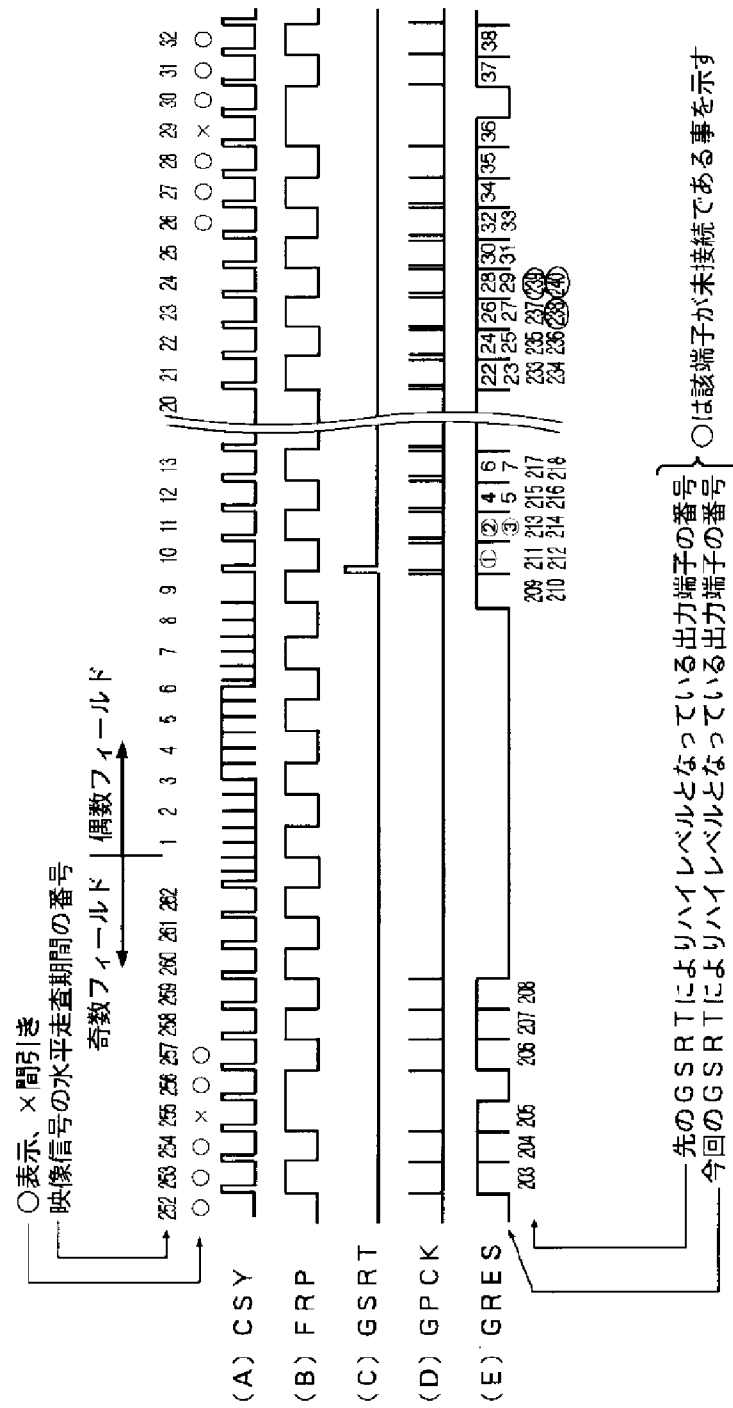 ○表示、×間引き
映像信号の水平走査期間の番号
奇数フィールド 偶数フィールド
252 253 254 255 256 257 258 259 260 261 262 1 2 3 4 5 6 7 8 9 10 11 12 13 20 21 22 23 24 25 26 27 28 29 30 31 32
○ ○ ○ × ○ ○ ○ ○ ○ × ○ ○ ○
(A) CSY
(B) FRP
(C) GSRT
(D) GPCK
(E) GRES
① ② 4 6 22 24 26 28 30 32 34 35 36 37 38
③ 5 7 23 25 27 29 31 33
203 204 205 206 207 208 209 211 213 215 217 233 235 237 239
210 212 214 216 218 234 236 238 240
先のGSRTによりハイレベルとなっている出力端子の番号
今回のGSRTによりハイレベルとなっている出力端子の番号
○は該端子が未接続である事を示す